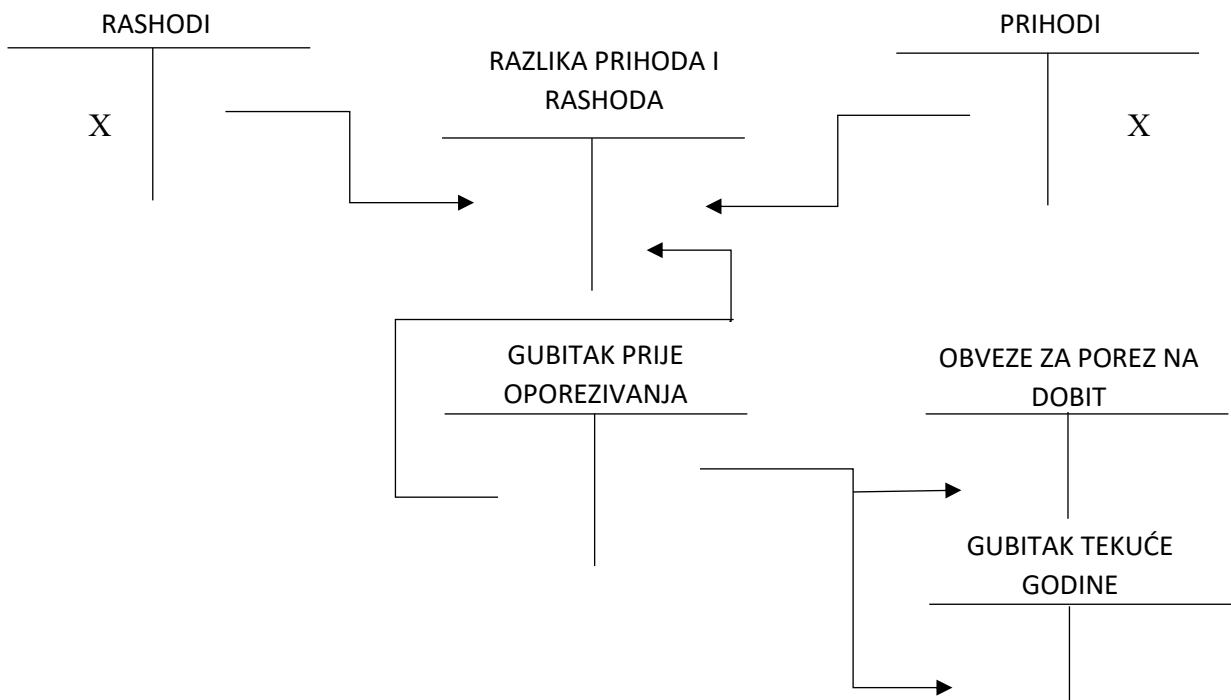 RASHODI
PRIHODI
RAZLIKA PRIHODA I
RASHODA
X
X
GUBITAK PRIJE
OPOREZIVANJA
OBVEZE ZA POREZ NA
DOBIT
GUBITAK TEKUĆE
GODINE